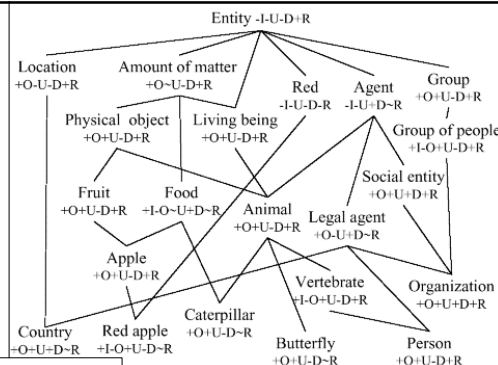 Entity -I-U-D+R
Location
+O-U-D+R
Amount of matter
+O~U-D+R
Red
-I-U-D-R
Agent
-I-U+D~R
Group
+O+U-D+R
Physical object
+O+U-D+R
Living being
+O+U-D+R
Group of people
+I-O+U-D+R
Social entity
+O+U+D+R
Fruit
+O+U-D+R
Food
+I-O~U+D~R
Animal
+O+U-D+R
Legal agent
+O-U+D~R
Apple
+O+U-D+R
Vertebrate
+I-O+U-D+R
Organization
+O+U+D+R
Caterpillar
+O+U-D~R
Country
+O+U+D~R
Red apple
+I-O+U-D~R
Butterfly
+O+U-D~R
Person
+O+U-D+R